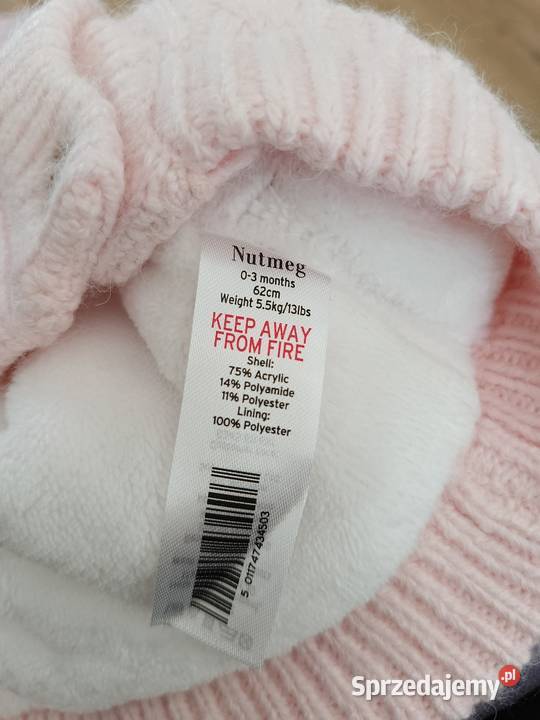 Nutmeg
0-3 months
62cm
Weight 5.5kg/13lbs
KEEP AWAY
FROM FIRE
Shell:
75% Acrylic
14% Polyamide
11% Polyester
Lining:
100% Polyester
5 011747434503
Sprzedajemy.pl